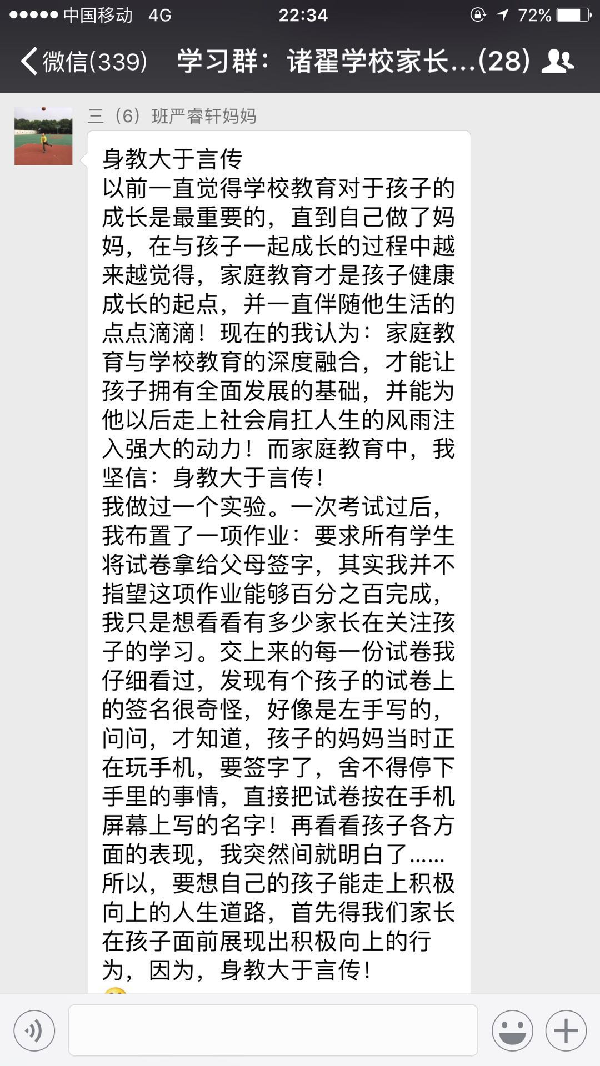 中国移动 4G 22:34 72%
微信(339) 学习群：诸翟学校家长...(28)
三（6）班严睿轩妈妈
身教大于言传
以前一直觉得学校教育对于孩子的
成长是最重要的，直到自己做了妈
妈，在与孩子一起成长的过程中越
来越觉得，家庭教育才是孩子健康
成长的起点，并一直伴随他生活的
点点滴滴！现在的我认为：家庭教
育与学校教育的深度融合，才能让
孩子拥有全面发展的基础，并能为
他以后走上社会肩扛人生的风雨注
入强大的动力！而家庭教育中，我
坚信：身教大于言传！
我做过一个实验。一次考试过后，
我布置了一项作业：要求所有学生
将试卷拿给父母签字，其实我并不
指望这项作业能够百分之百完成，
我只是想看看有多少家长在关注孩
子的学习。交上来的每一份试卷我
仔细看过，发现有个孩子的试卷上
的签名很奇怪，好像是左手写的，
问问，才知道，孩子的妈妈当时正
在玩手机，要签字了，舍不得停下
手里的事情，直接把试卷按在手机
屏幕上写的名字！再看看孩子各方
面的表现，我突然间就明白了......
所以，要想自己的孩子能走上积极
向上的人生道路，首先得我们家长
在孩子面前展现出积极向上的行
为，因为，身教大于言传！